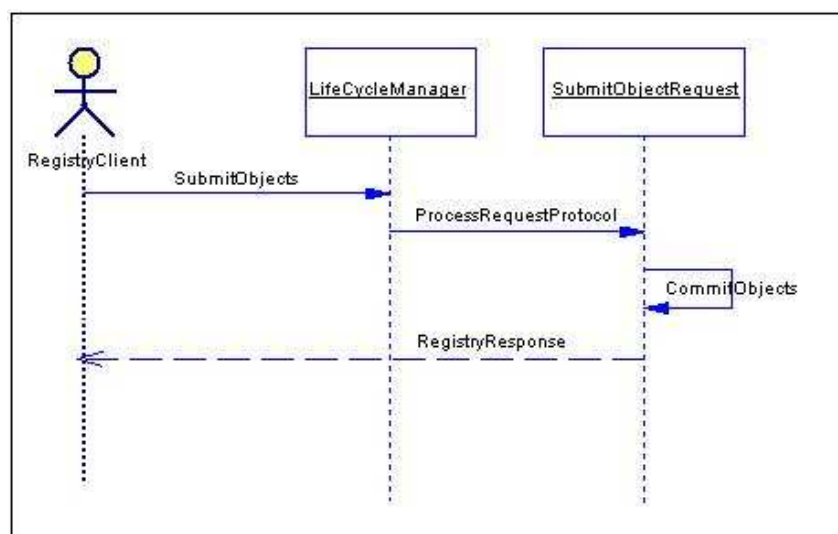 LifeCycleManager
SubmitObjectRequest
RegistryClient
SubmitObjects
ProcessRequestProtocol
CommitObjects
RegistryResponse